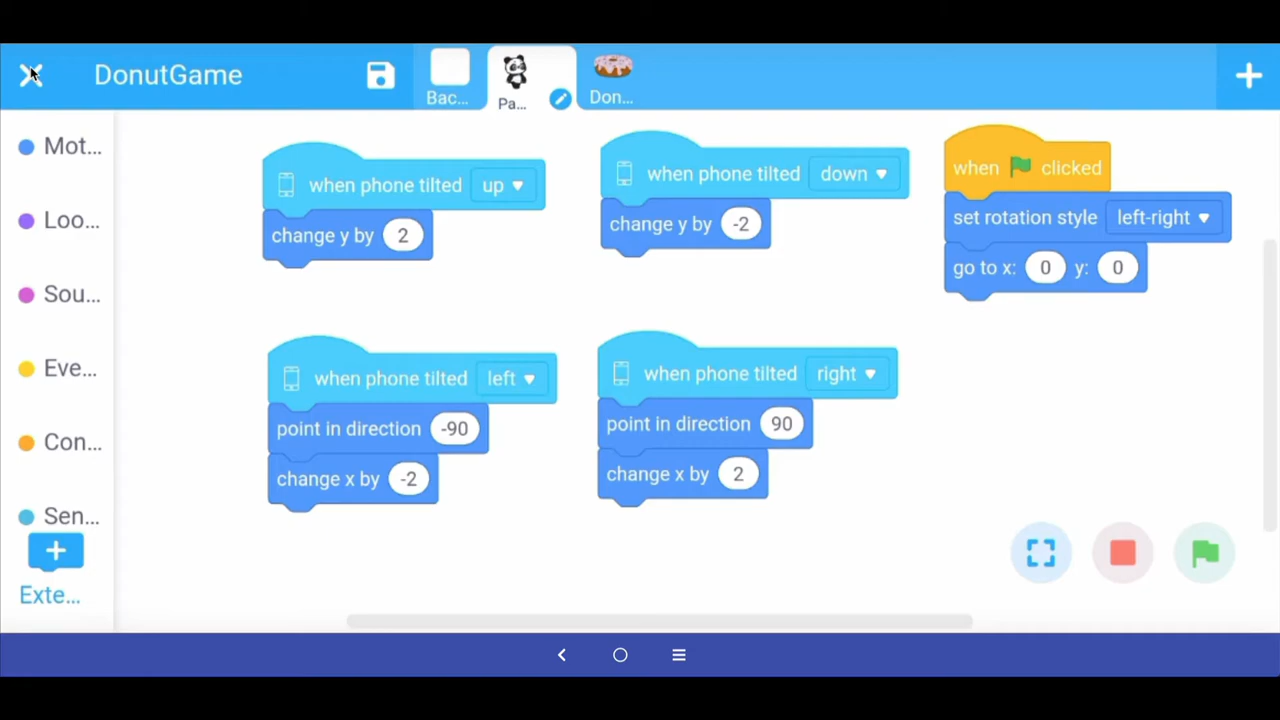 DonutGame
Bac...
Pa...
Don...
Mot...
Loo...
Sou...
Eve...
Con...
Sen...
Exte...
when phone tilted up
change y by 2
when phone tilted down
change y by -2
when clicked
set rotation style left-right
go to x: 0 y: 0
when phone tilted left
point in direction -90
change x by -2
when phone tilted right
point in direction 90
change x by 2